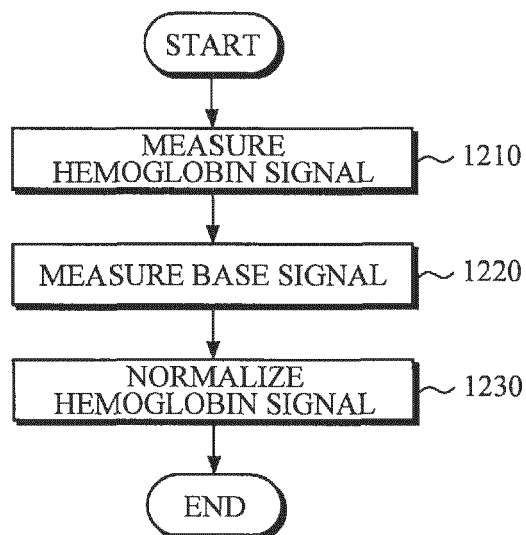 START
MEASURE
HEMOGLOBIN SIGNAL
1210
MEASURE BASE SIGNAL
1220
NORMALIZE
HEMOGLOBIN SIGNAL
1230
END